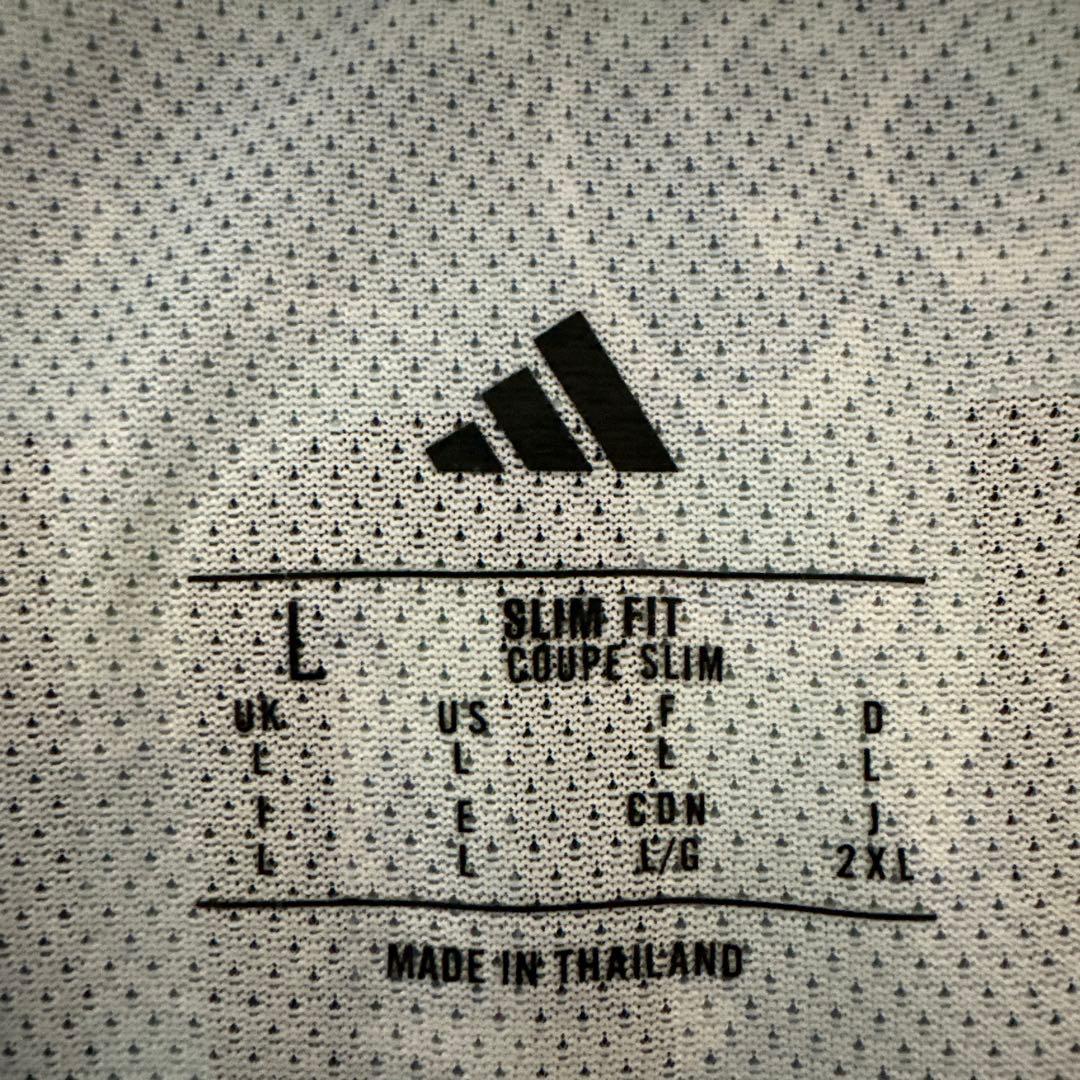 L SLIM FIT
COUPE SLIM
UK US F D
L L L L
I E CDN J
L L L/G 2XL
MADE IN THAILAND